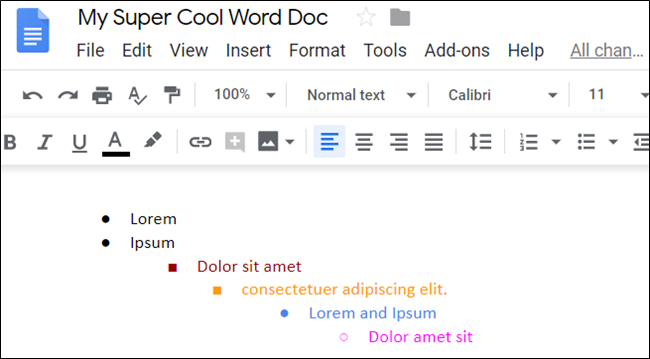 My Super Cool Word Doc
File Edit View Insert Format Tools Add-ons Help All chan...
100% Normal text Calibri 11
B I U A
Lorem
Ipsum
Dolor sit amet
consectetuer adipiscing elit.
Lorem and Ipsum
Dolor amet sit